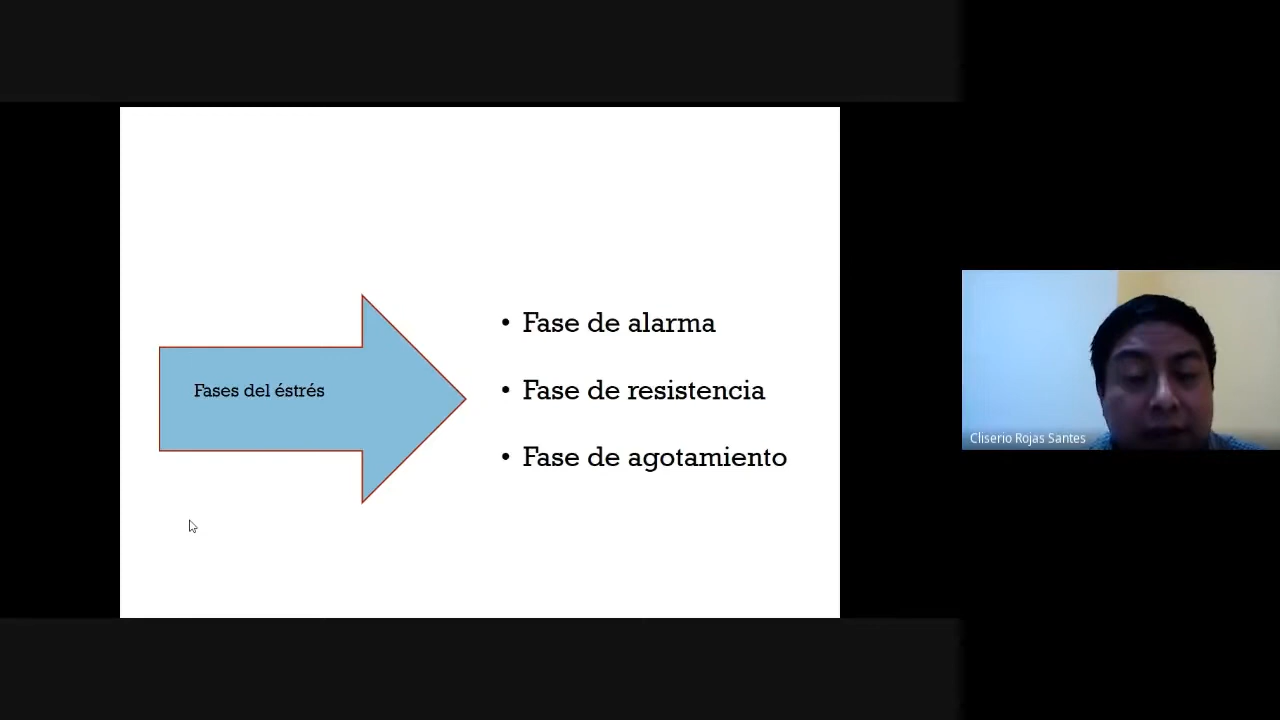 Fases del éstrés
• Fase de alarma
• Fase de resistencia
• Fase de agotamiento
Cliserio Rojas Santes